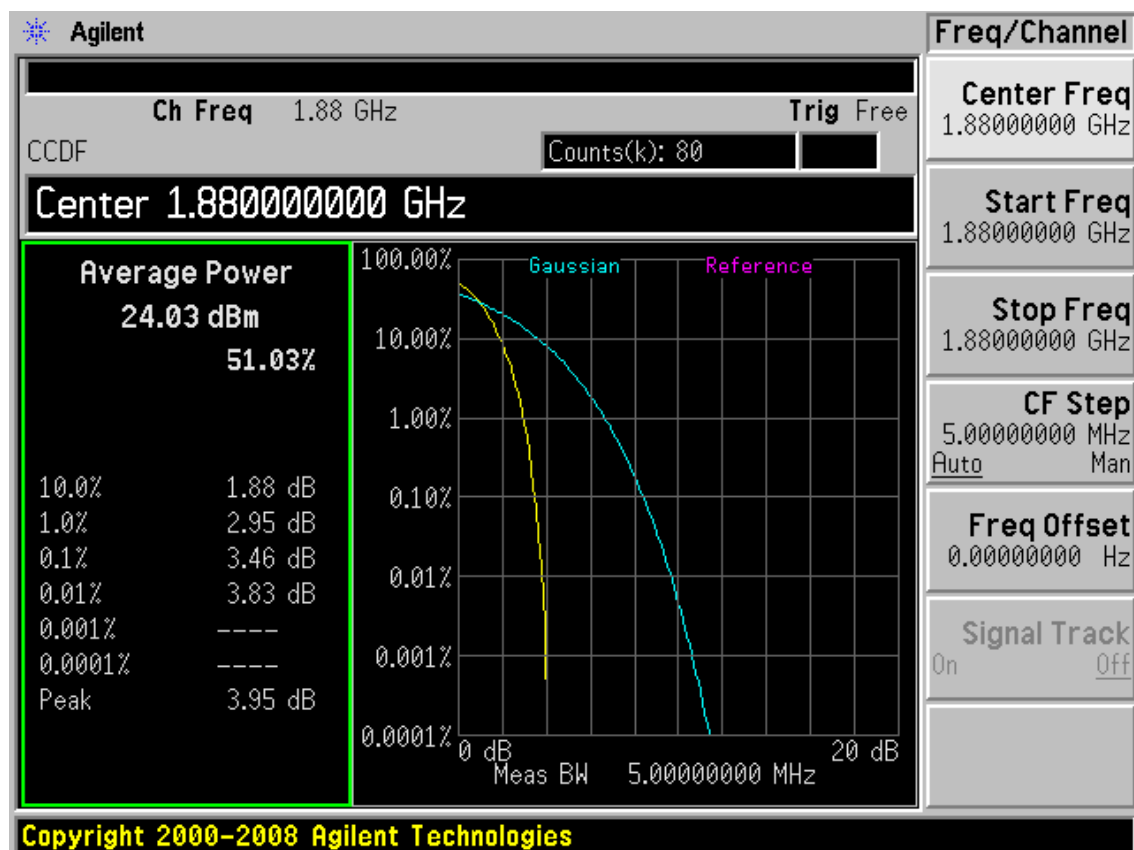 Agilent
Freq/Channel
Ch Freq 1.88 GHz Trig Free
CCDF Counts(k): 80
Center 1.880000000 GHz
Average Power
24.03 dBm
51.03%
10.0% 1.88 dB
1.0% 2.95 dB
0.1% 3.46 dB
0.01% 3.83 dB
0.001% ----
0.0001% ----
Peak 3.95 dB
Gaussian Reference
100.00%
10.00%
1.00%
0.10%
0.01%
0.001%
0.0001%
0 dB 20 dB
Meas BW 5.00000000 MHz
Center Freq
1.88000000 GHz
Start Freq
1.88000000 GHz
Stop Freq
1.88000000 GHz
CF Step
5.00000000 MHz
Auto Man
Freq Offset
0.00000000 Hz
Signal Track
On Off
Copyright 2000-2008 Agilent Technologies